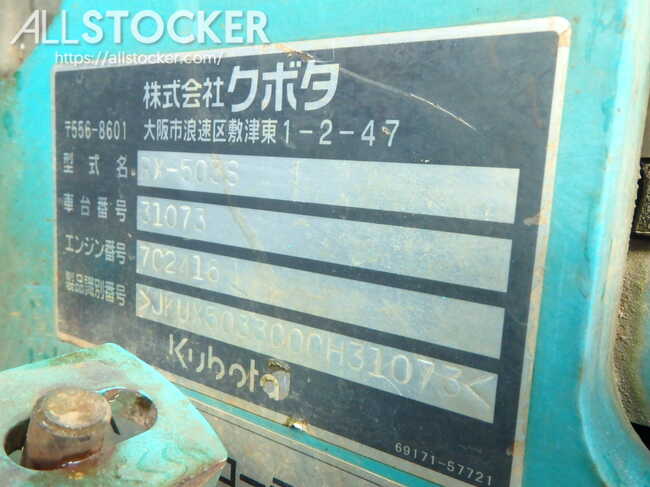 ALLSTOCKER
https://allstocker.com/
株式会社クボタ
〒556-8601 大阪市浪速区敷津東1-2-47
型式名 RX-503S
車台番号 31073
エンジン番号 7C2416
製品識別番号
Kubota
69171-57721